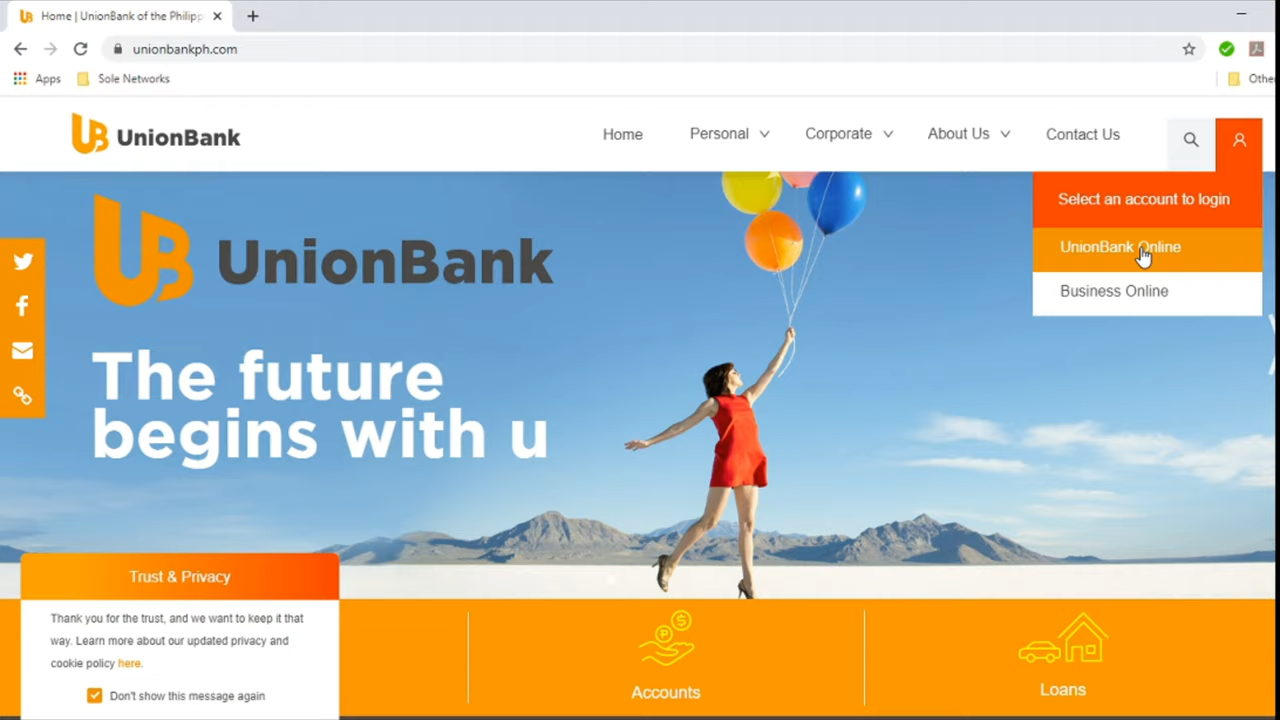 Home | UnionBank of the Philipp
unionbankph.com
Apps
Sole Networks
Othe
UB UnionBank
Home
Personal
Corporate
About Us
Contact Us
Select an account to login
UnionBank Online
Business Online
UB UnionBank
The future
begins with u
Trust & Privacy
Thank you for the trust, and we want to keep it that
way. Learn more about our updated privacy and
cookie policy here.
Don't show this message again
Accounts
Loans